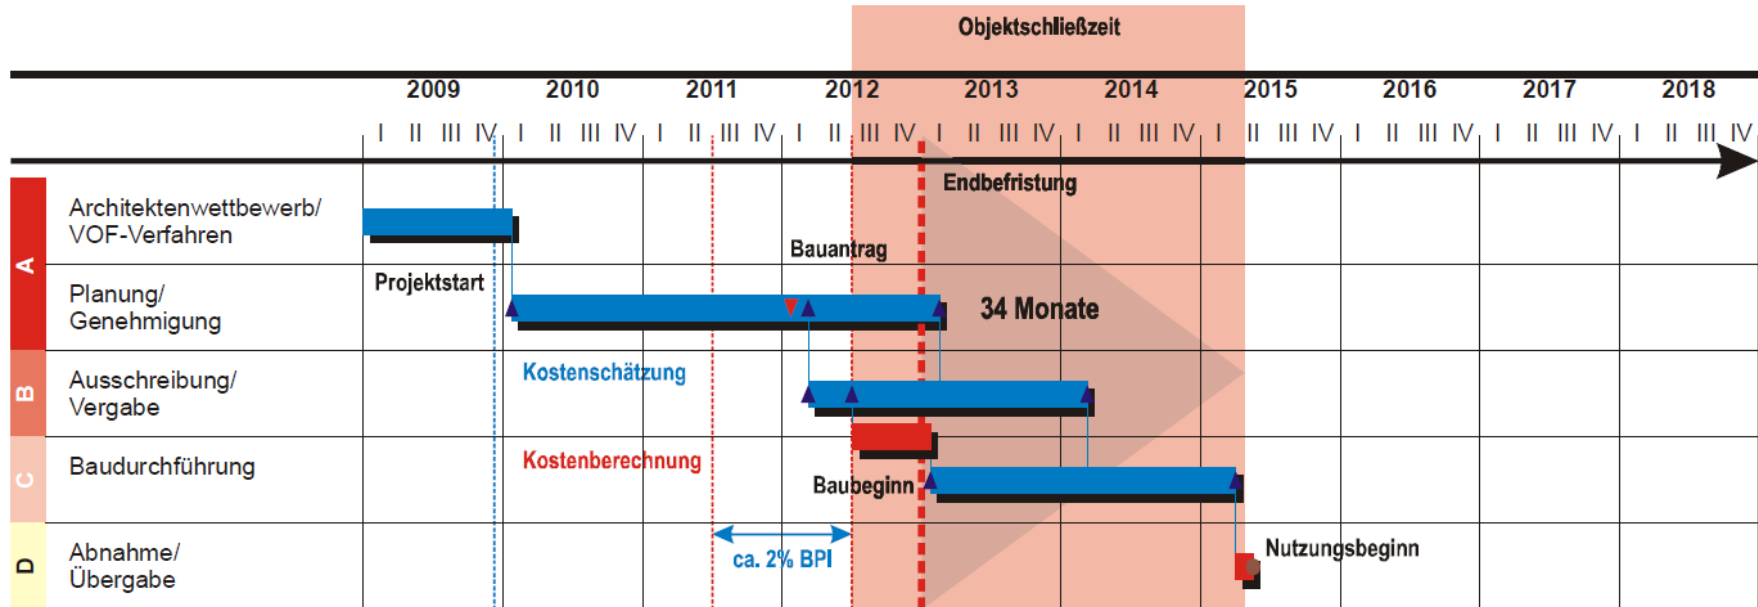 Objektschließzeit
2009 2010 2011 2012 2013 2014 2015 2016 2017 2018
I II III IV I II III IV I II III IV I II III IV I II III IV I II III IV I II III IV I II III IV I II III IV I II III IV
Endbefristung
A
Architektenwettbewerb/
VOF-Verfahren
Bauantrag
Projektstart
Planung/
Genehmigung
34 Monate
B
Ausschreibung/
Vergabe
Kostenschätzung
C
Baudurchführung
Kostenberechnung
Baubeginn
D
Abnahme/
Übergabe
ca. 2% BPI
Nutzungsbeginn